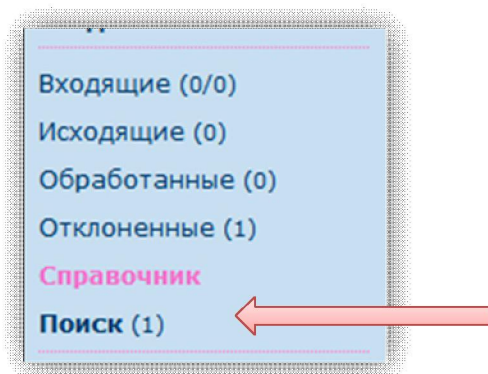 Входящие (0/0)
Исходящие (0)
Обработанные (0)
Отклоненные (1)
Справочник
Поиск (1)